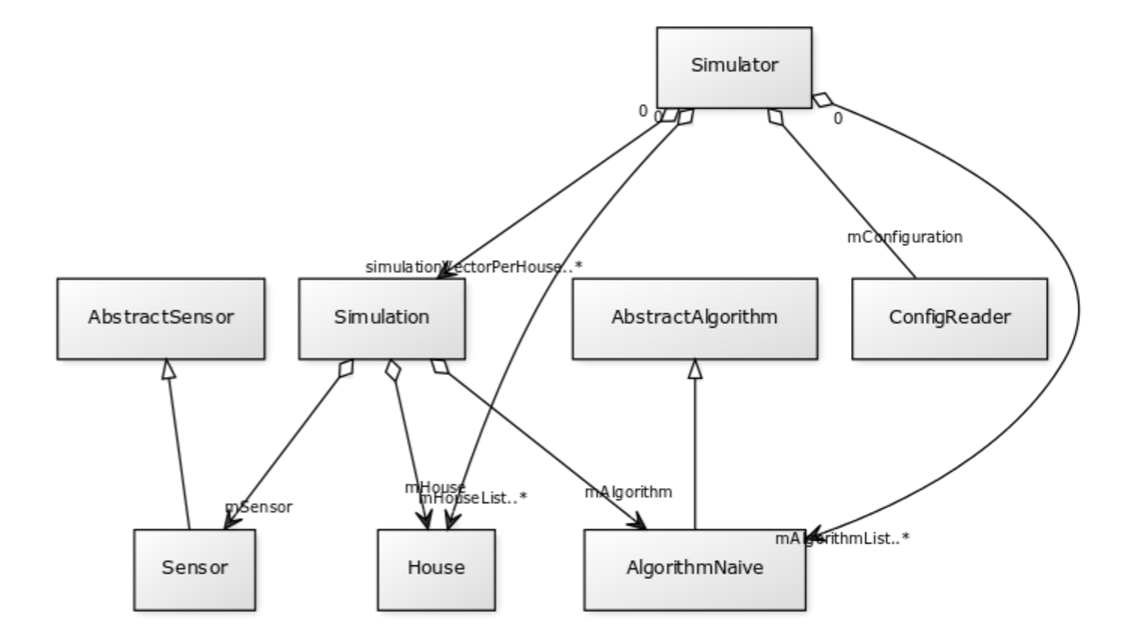 Simulator
0
0
0
mConfiguration
simulationVectorPerHouse..*
AbstractSensor
Simulation
AbstractAlgorithm
ConfigReader
mHouse
mHouseList..*
mAlgorithm
mSensor
mAlgorithmList..*
Sensor
House
AlgorithmNaive